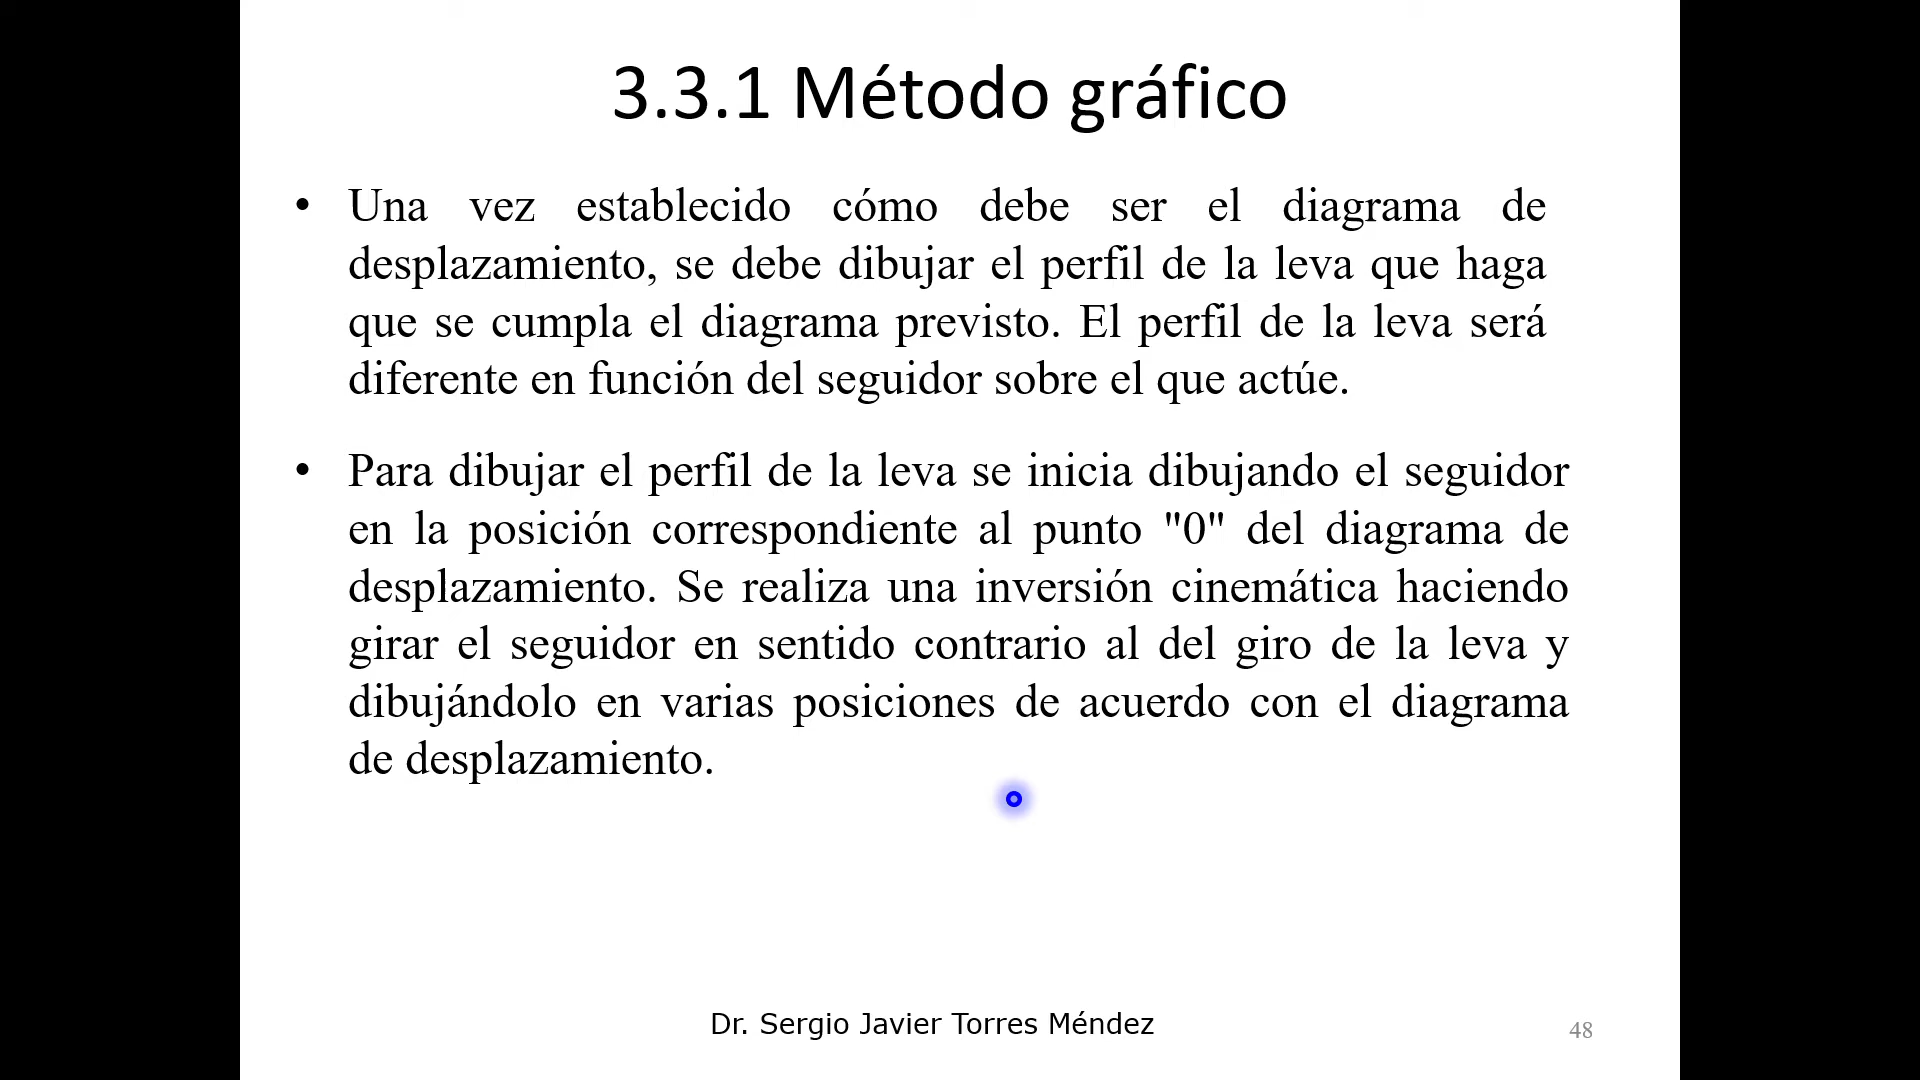 3.3.1 Método gráfico
• Una vez establecido cómo debe ser el diagrama de
desplazamiento, se debe dibujar el perfil de la leva que haga
que se cumpla el diagrama previsto. El perfil de la leva será
diferente en función del seguidor sobre el que actúe.
• Para dibujar el perfil de la leva se inicia dibujando el seguidor
en la posición correspondiente al punto "0" del diagrama de
desplazamiento. Se realiza una inversión cinemática haciendo
girar el seguidor en sentido contrario al del giro de la leva y
dibujándolo en varias posiciones de acuerdo con el diagrama
de desplazamiento.
Dr. Sergio Javier Torres Méndez
48